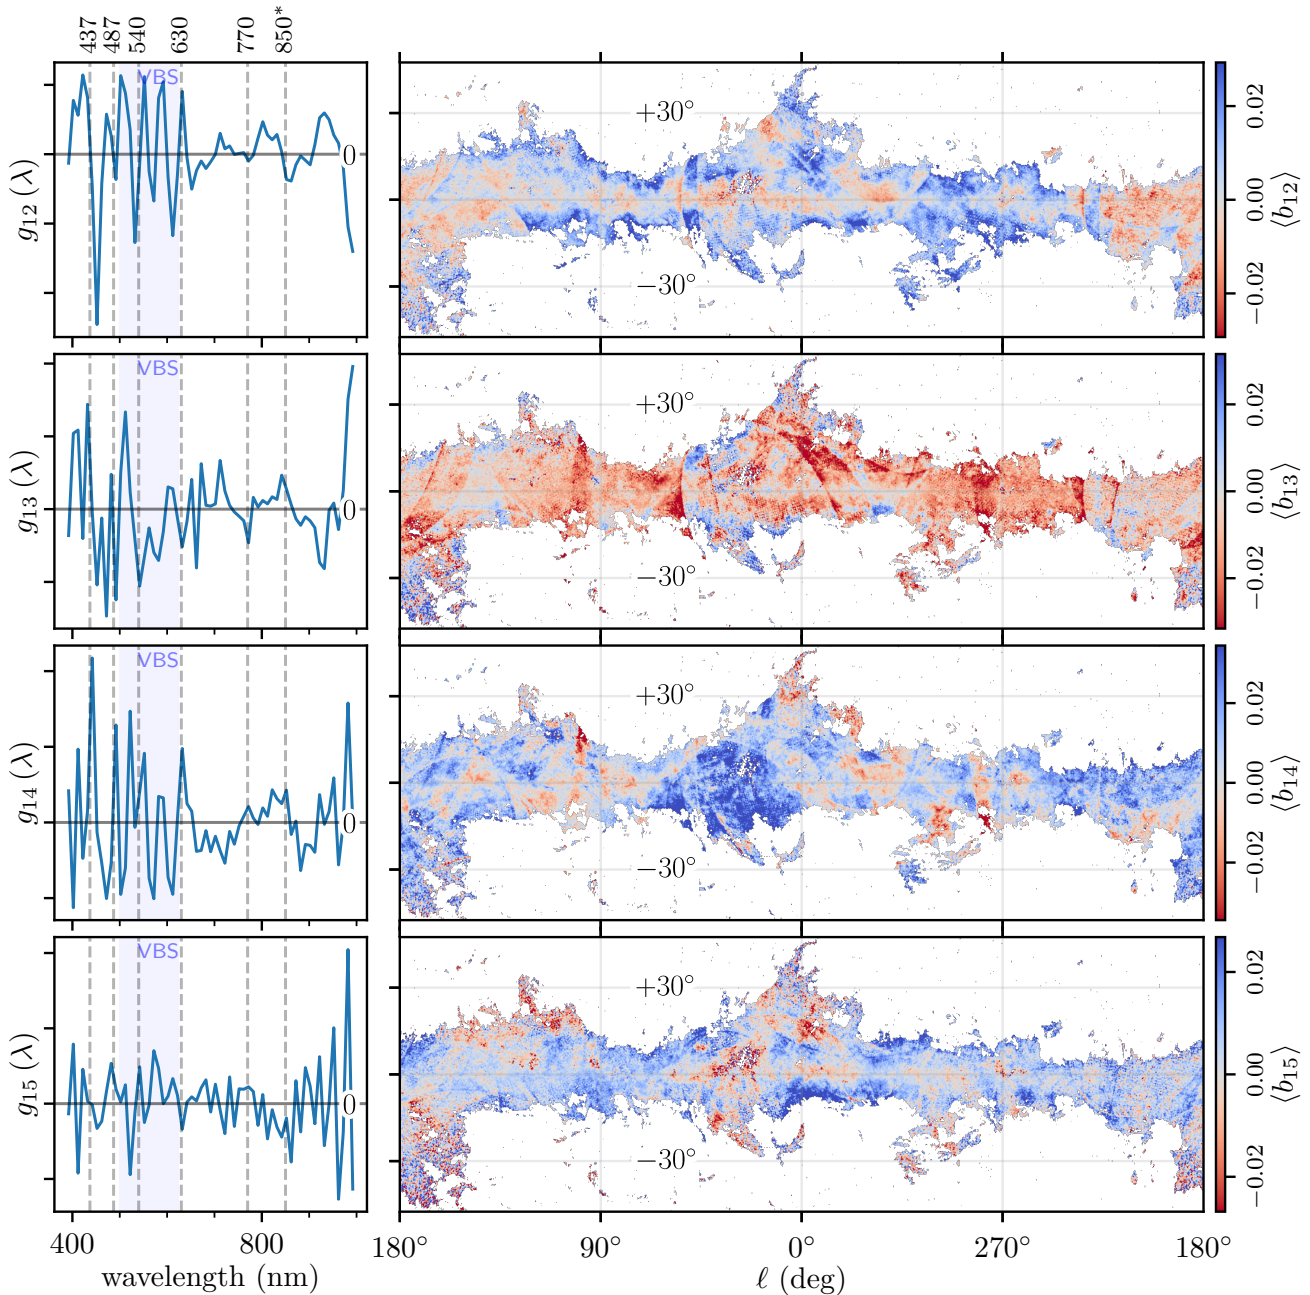 437 487 540 630 770 850*
VBS
0
g12 (λ)
+30°
−30°
0.02
0.00
−0.02
⟨b12⟩
VBS
0
g13 (λ)
+30°
−30°
0.02
0.00
−0.02
⟨b13⟩
VBS
0
g14 (λ)
+30°
−30°
0.02
0.00
−0.02
⟨b14⟩
VBS
0
g15 (λ)
+30°
−30°
0.02
0.00
−0.02
⟨b15⟩
400 800
wavelength (nm)
180° 90° 0° 270° 180°
ℓ (deg)